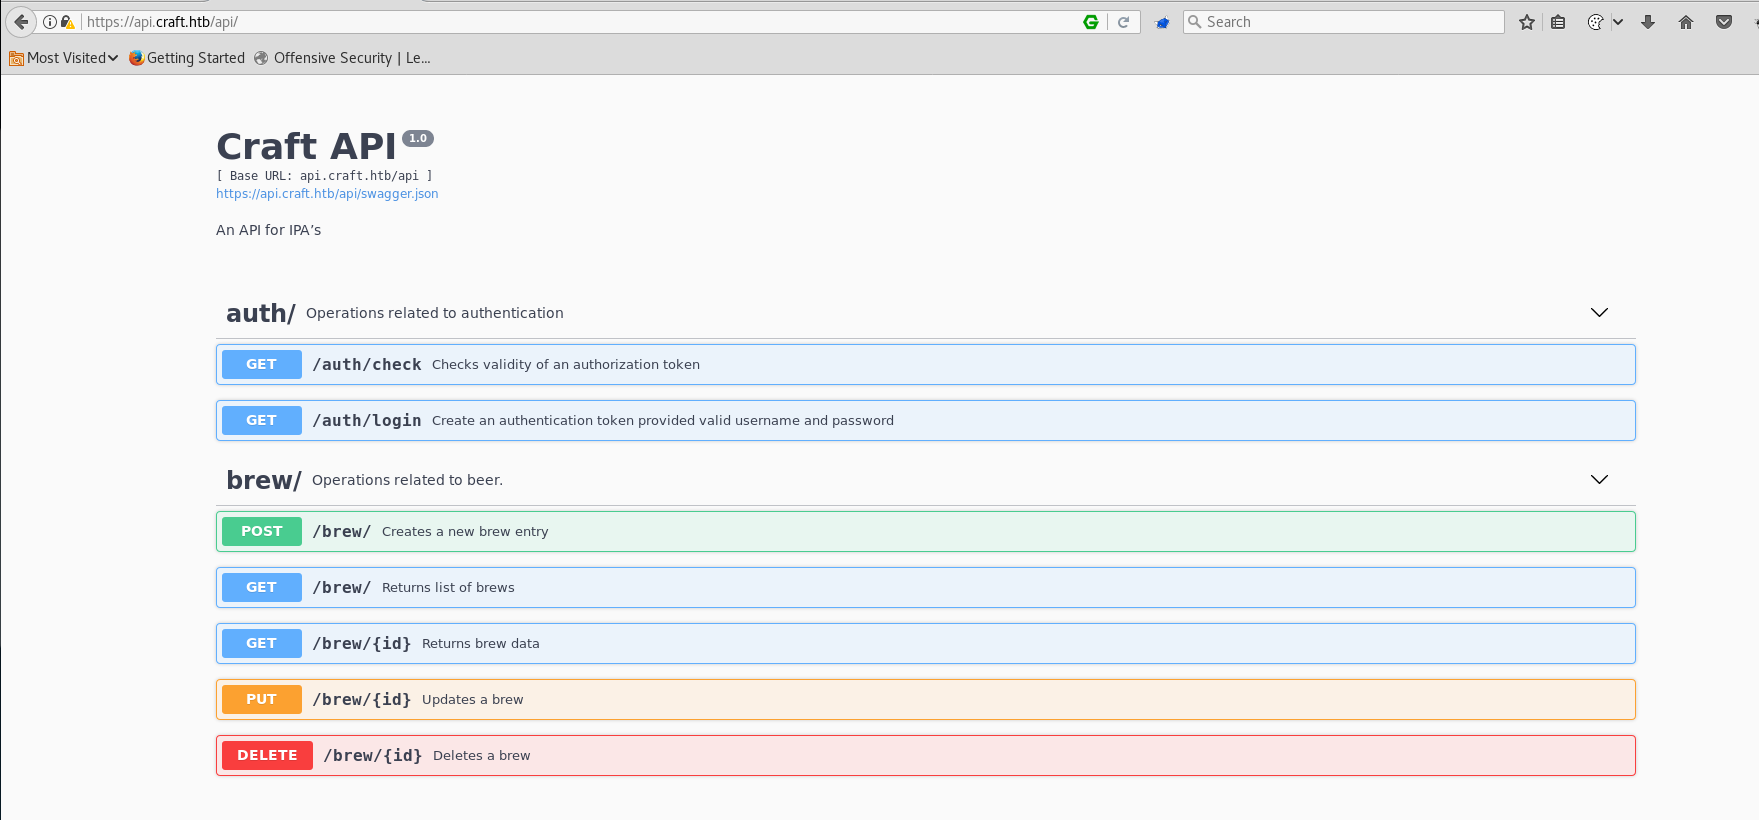 https://api.craft.htb/api/
Search
Most Visited
Getting Started
Offensive Security | Le...
Craft API 1.0
[ Base URL: api.craft.htb/api ]
https://api.craft.htb/api/swagger.json
An API for IPA’s
auth/ Operations related to authentication
GET /auth/check Checks validity of an authorization token
GET /auth/login Create an authentication token provided valid username and password
brew/ Operations related to beer.
POST /brew/ Creates a new brew entry
GET /brew/ Returns list of brews
GET /brew/{id} Returns brew data
PUT /brew/{id} Updates a brew
DELETE /brew/{id} Deletes a brew